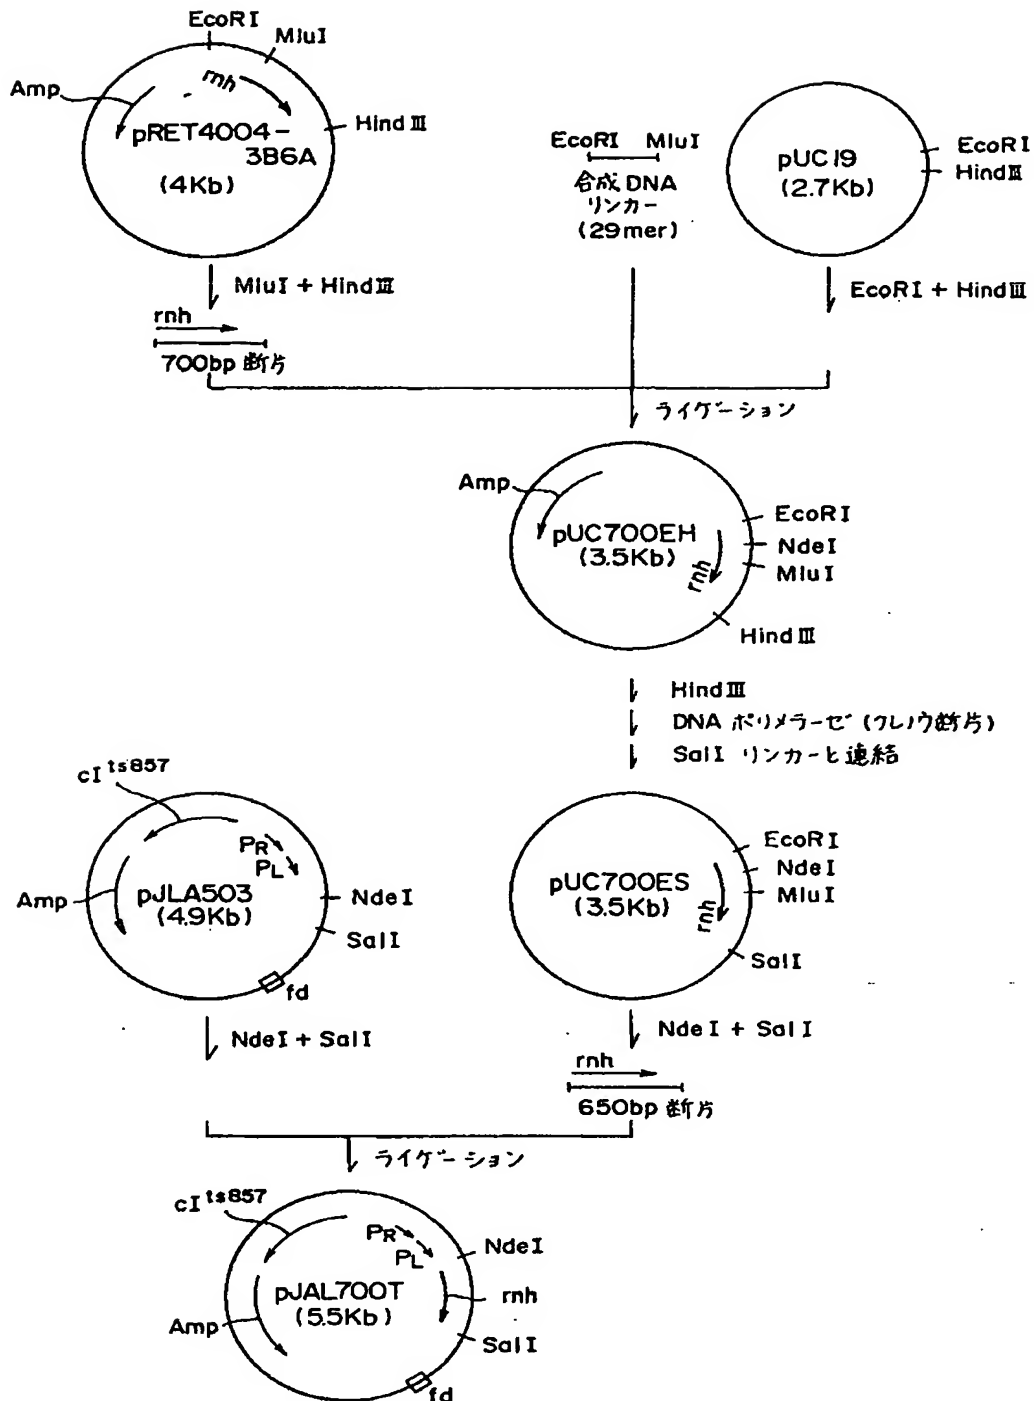 EcoRI
MluI
Amp
rnh
HindⅢ
pRET4004-
3B6A
(4Kb)
EcoRI MluI
合成DNA
リンカー
(29mer)
pUC19
(2.7Kb)
EcoRI
HindⅢ
MluI + HindⅢ
EcoRI + HindⅢ
rnh
700bp 断片
ライゲーション
Amp
pUC700EH
(3.5Kb)
rnh
EcoRI
NdeI
MluI
HindⅢ
HindⅢ
DNA ポリメラーゼ (クレノウ断片)
SalI リンカーと連結
cI ts857
PR
PL
Amp
pJLA503
(4.9Kb)
NdeI
SalI
fd
pUC700ES
(3.5Kb)
rnh
EcoRI
NdeI
MluI
SalI
NdeI + SalI
NdeI + SalI
rnh
650bp 断片
ライゲーション
cI ts857
PR
PL
NdeI
pJAL700T
(5.5Kb)
rnh
Amp
SalI
fd